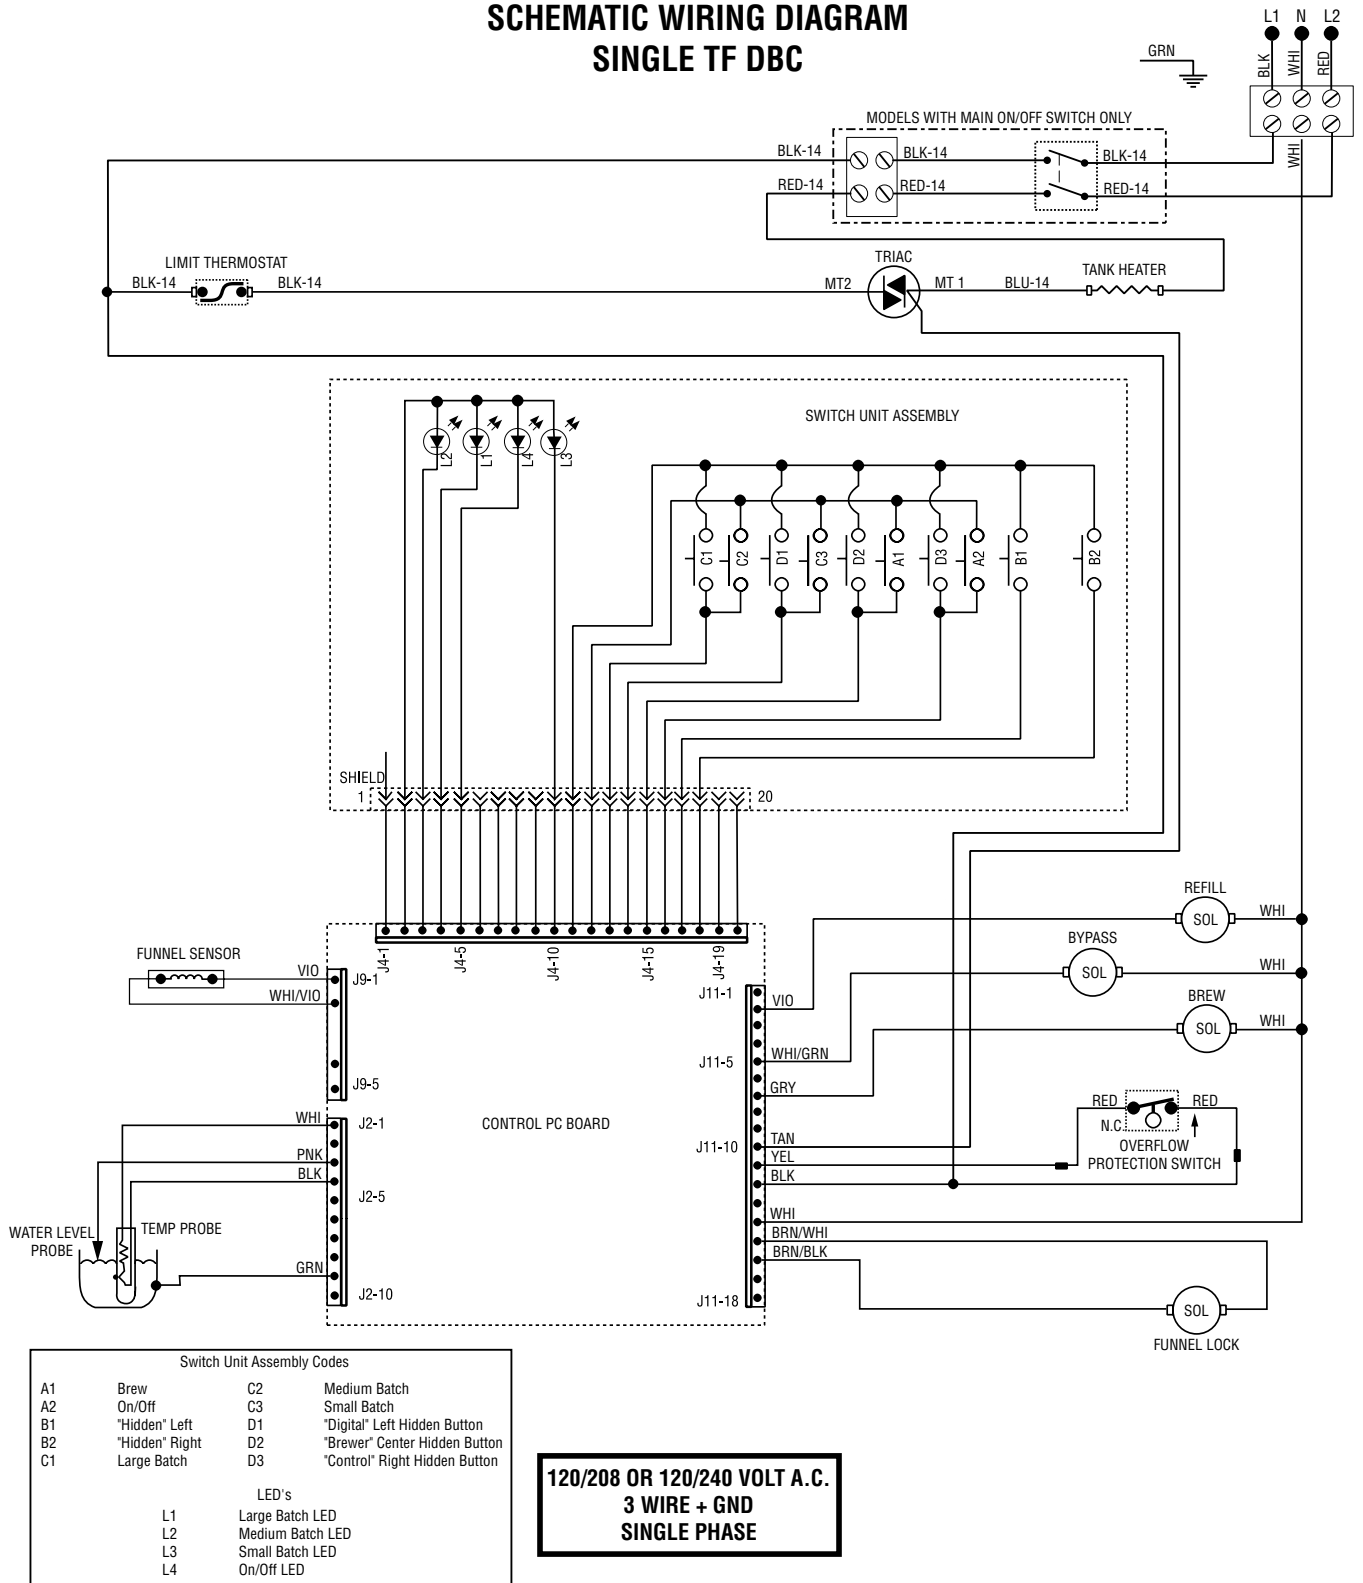 SCHEMATIC WIRING DIAGRAM
SINGLE TF DBC
L1 N L2
GRN
BLK
WHI
RED
MODELS WITH MAIN ON/OFF SWITCH ONLY
BLK-14 BLK-14 BLK-14
WHI
RED-14 RED-14 RED-14
LIMIT THERMOSTAT
TRIAC
TANK HEATER
BLK-14 BLK-14 MT2 MT 1 BLU-14
SWITCH UNIT ASSEMBLY
L2
L1
L4
L3
C1
C2
D1
C3
D2
A1
D3
A2
B1
B2
SHIELD
1 20
REFILL
SOL WHI
BYPASS
SOL WHI
BREW
SOL WHI
FUNNEL SENSOR
J4-1
J4-5
J4-10
J4-15
J4-19
VIO J9-1
WHI/VIO
J9-5
J11-1
VIO
J11-5
WHI/GRN
GRY
WHI J2-1
CONTROL PC BOARD
PNK
BLK
J2-5
RED RED
N.C.
OVERFLOW
PROTECTION SWITCH
J11-10
TAN
YEL
BLK
WHI
BRN/WHI
BRN/BLK
WATER LEVEL
PROBE
TEMP PROBE
GRN
J2-10
J11-18
SOL
FUNNEL LOCK
Switch Unit Assembly Codes
A1 Brew C2 Medium Batch
A2 On/Off C3 Small Batch
B1 "Hidden" Left D1 "Digital" Left Hidden Button
B2 "Hidden" Right D2 "Brewer" Center Hidden Button
C1 Large Batch D3 "Control" Right Hidden Button
LED's
L1 Large Batch LED
L2 Medium Batch LED
L3 Small Batch LED
L4 On/Off LED
120/208 OR 120/240 VOLT A.C.
3 WIRE + GND
SINGLE PHASE